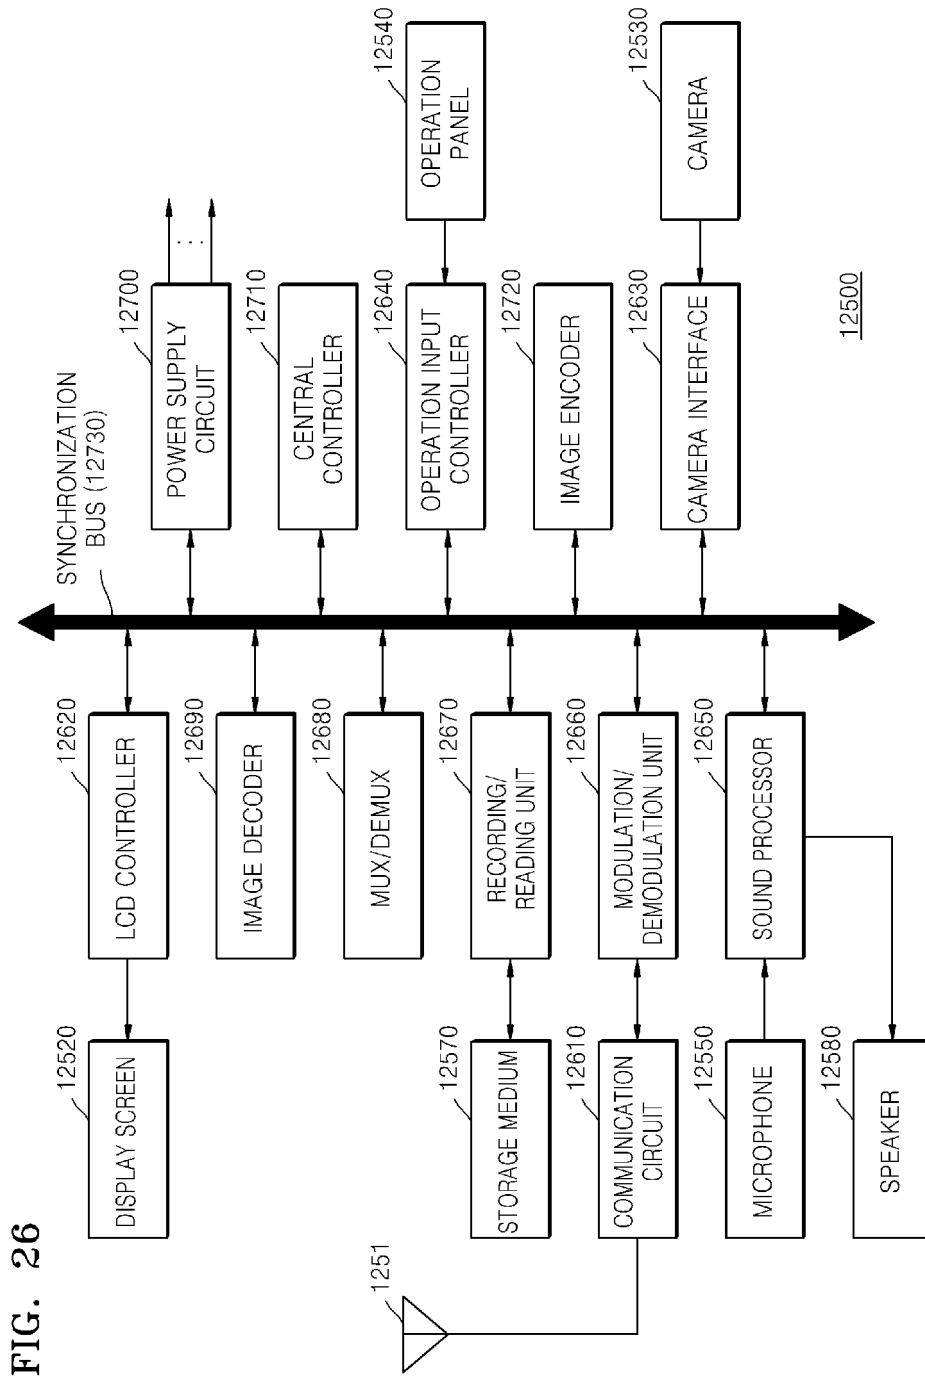 FIG. 26
SYNCHRONIZATION
BUS (12730)
12520
DISPLAY SCREEN
12620
LCD CONTROLLER
12700
POWER SUPPLY
CIRCUIT
...
12690
IMAGE DECODER
12710
CENTRAL
CONTROLLER
12680
MUX/DEMUX
12640
OPERATION INPUT
CONTROLLER
12540
OPERATION
PANEL
1251
12570
STORAGE MEDIUM
12670
RECORDING/
READING UNIT
12720
IMAGE ENCODER
12610
COMMUNICATION
CIRCUIT
12660
MODULATION/
DEMODULATION UNIT
12630
CAMERA INTERFACE
12530
CAMERA
12550
MICROPHONE
12650
SOUND PROCESSOR
12580
SPEAKER
12500